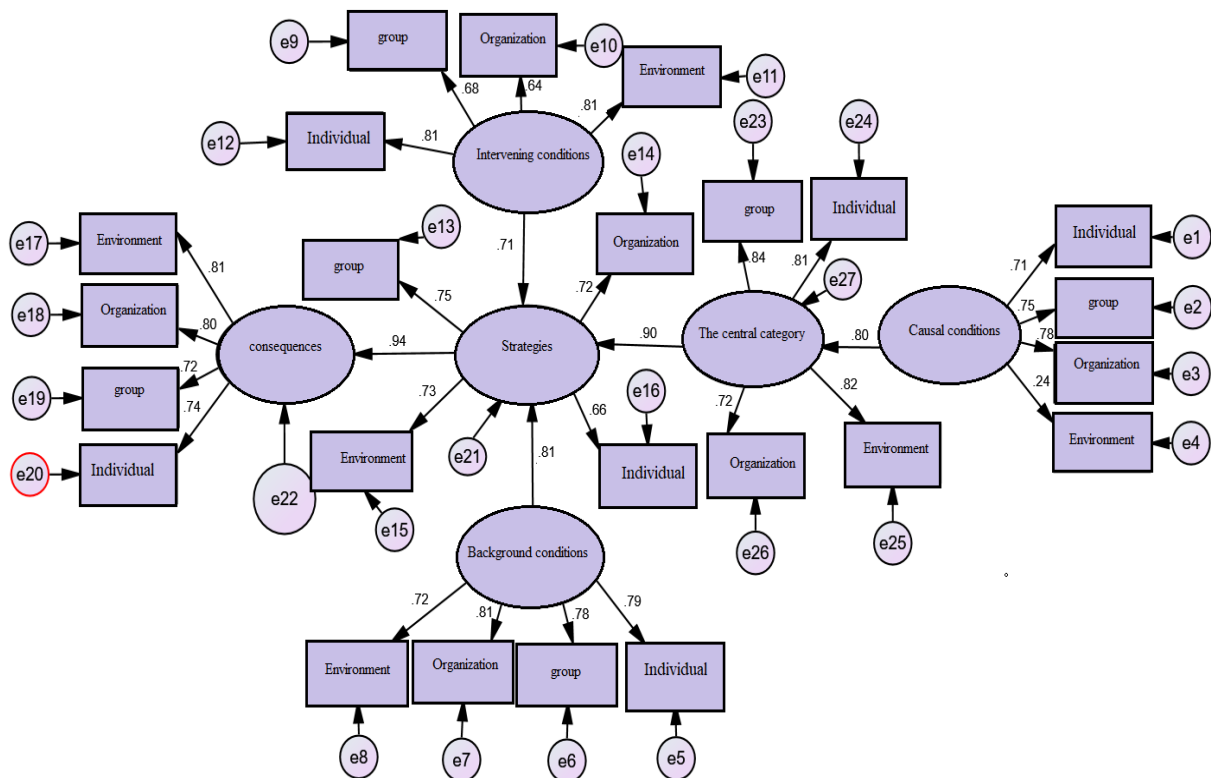 e9
group
Organization
e10
Environment
e11
.68
.64
.81
e12
Individual
.81
Intervening conditions
e14
e23
e24
.71
Organization
group
Individual
e13
group
.75
.72
.84
.81
e27
e17
Environment
.81
e18
Organization
.80
consequences
.94
Strategies
.90
The central category
.80
Causal conditions
.71
Individual
e1
.75
group
e2
.78
Organization
e3
.24
Environment
e4
e19
group
.72
.74
e20
Individual
e22
.73
Environment
e15
e21
.81
.66
e16
Individual
.72
Organization
e26
.82
Environment
e25
Background conditions
.72
.81
.78
.79
Environment
Organization
group
Individual
e8
e7
e6
e5